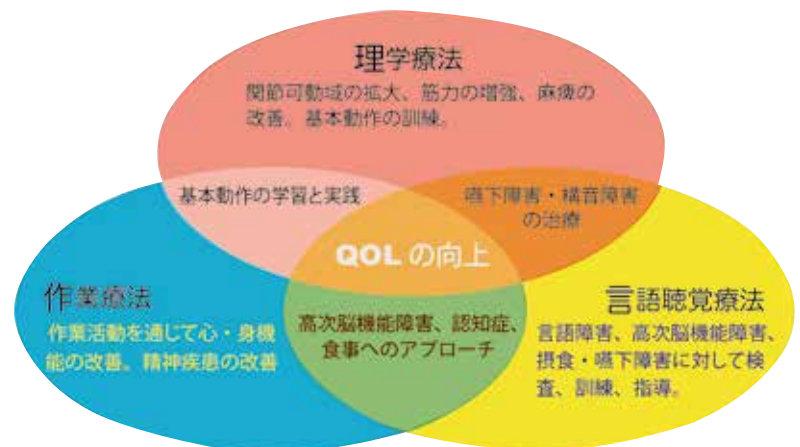 理学療法
関節可動域の拡大、筋力の増強、麻痺の
改善。基本動作の訓練。
基本動作の学習と実践
嚥下障害・構音障害
の治療
QOL の向上
作業療法
作業活動を通じて心・身機
能の改善。精神疾患の改善
高次脳機能障害、認知症、
食事へのアプローチ
言語聴覚療法
言語障害、高次脳機能障害、
摂食・嚥下障害に対して検
査、訓練、指導。